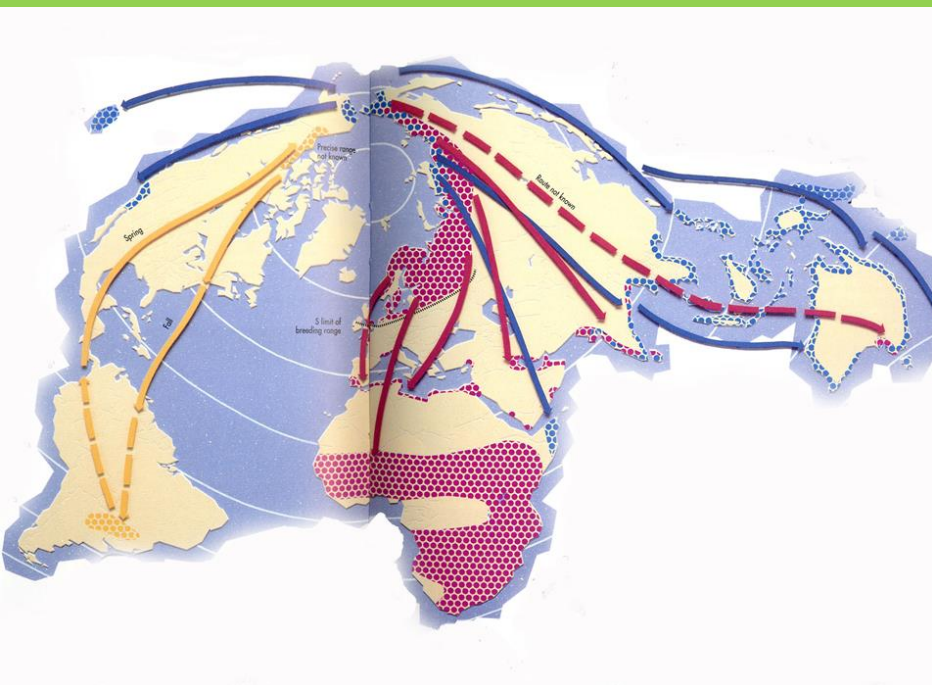 Precise range
not known
Route not known
Spring
Fall
S limit of
breeding range